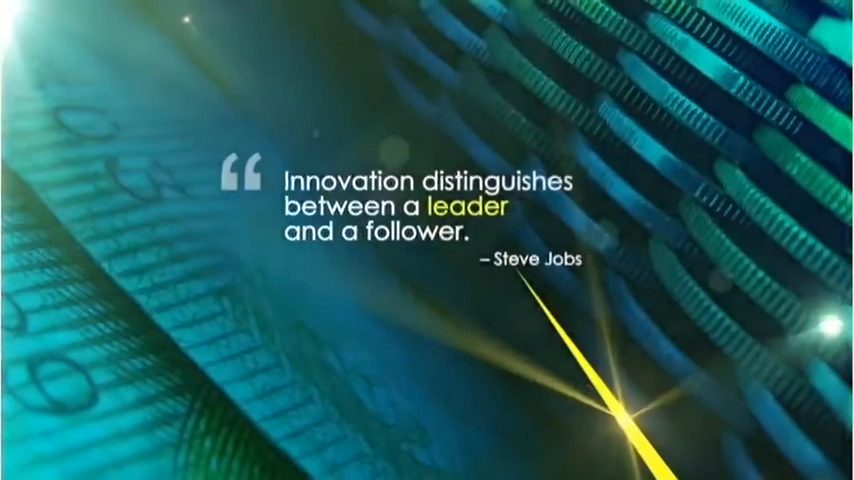 “ Innovation distinguishes
between a leader
and a follower.
– Steve Jobs